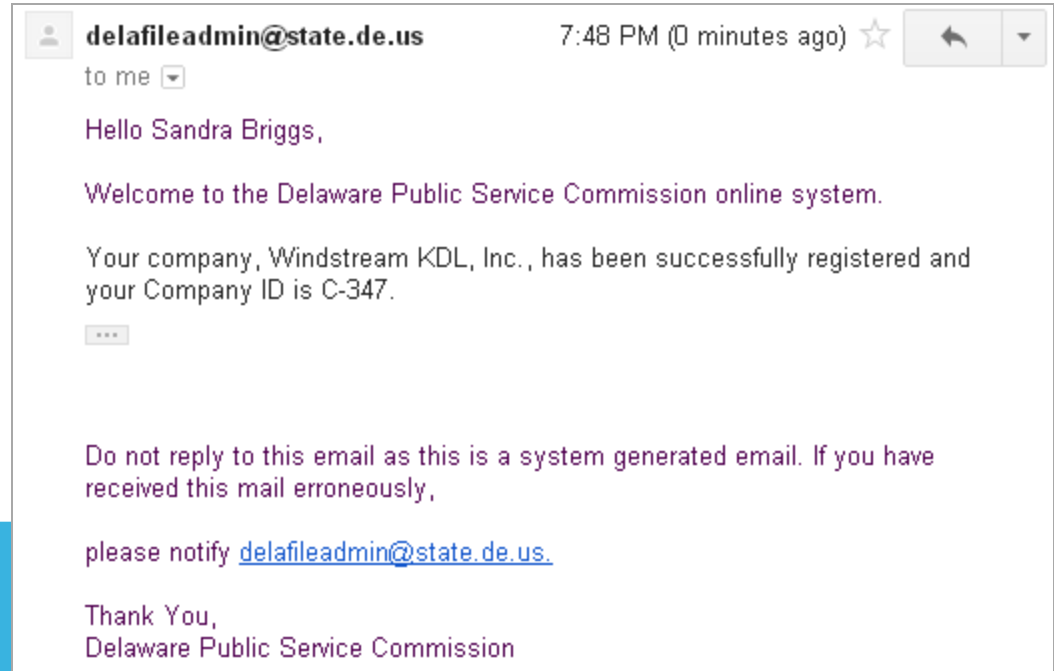 delafileadmin@state.de.us 7:48 PM (0 minutes ago)
to me
Hello Sandra Briggs,
Welcome to the Delaware Public Service Commission online system.
Your company, Windstream KDL, Inc., has been successfully registered and
your Company ID is C-347.
Do not reply to this email as this is a system generated email. If you have
received this mail erroneously,
please notify delafileadmin@state.de.us.
Thank You,
Delaware Public Service Commission